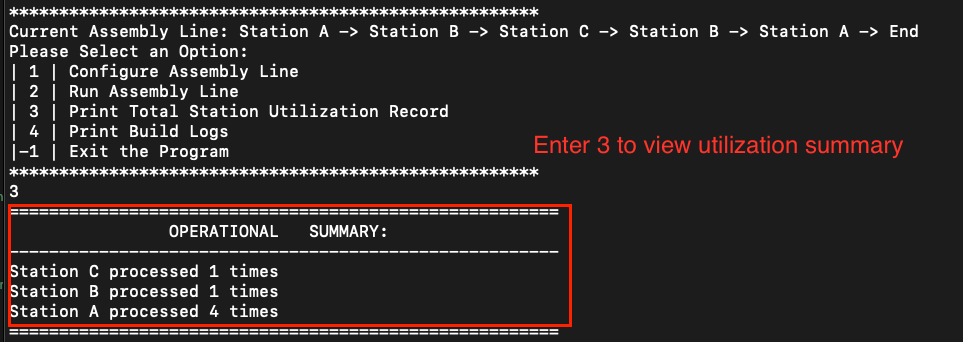 *****************************************************
Current Assembly Line: Station A -> Station B -> Station C -> Station B -> Station A -> End
Please Select an Option:
| 1 | Configure Assembly Line
| 2 | Run Assembly Line
| 3 | Print Total Station Utilization Record
| 4 | Print Build Logs
|-1 | Exit the Program
Enter 3 to view utilization summary
*****************************************************
3
=======================================================
OPERATIONAL   SUMMARY:
-------------------------------------------------------
Station C processed 1 times
Station B processed 1 times
Station A processed 4 times
=======================================================